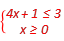 4x + 1 ≤ 3
x ≥ 0